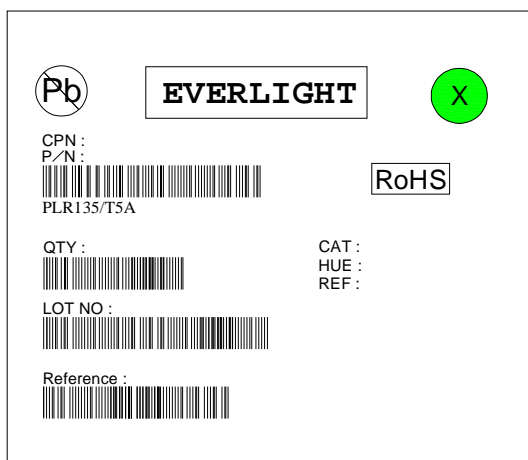 Pb
EVERLIGHT
X
CPN :
P/N :
RoHS
PLR135/T5A
QTY :
CAT :
HUE :
REF :
LOT NO :
Reference :